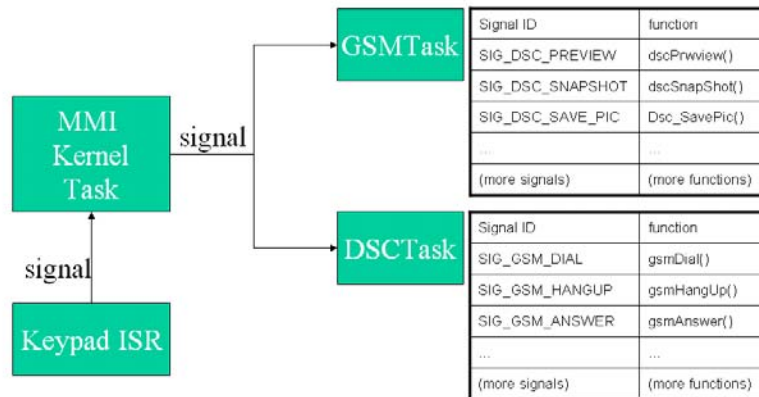 GSMTask
Signal ID function
SIG_DSC_PREVIEW dscPrwview()
SIG_DSC_SNAPSHOT dscSnapShot()
SIG_DSC_SAVE_PIC Dsc_SavePic()
... ...
(more signals) (more functions)
MMI
Kernel
Task
signal
signal
Keypad ISR
DSCTask
Signal ID function
SIG_GSM_DIAL gsmDial()
SIG_GSM_HANGUP gsmHangUp()
SIG_GSM_ANSWER gsmAnswer()
... ...
(more signals) (more functions)